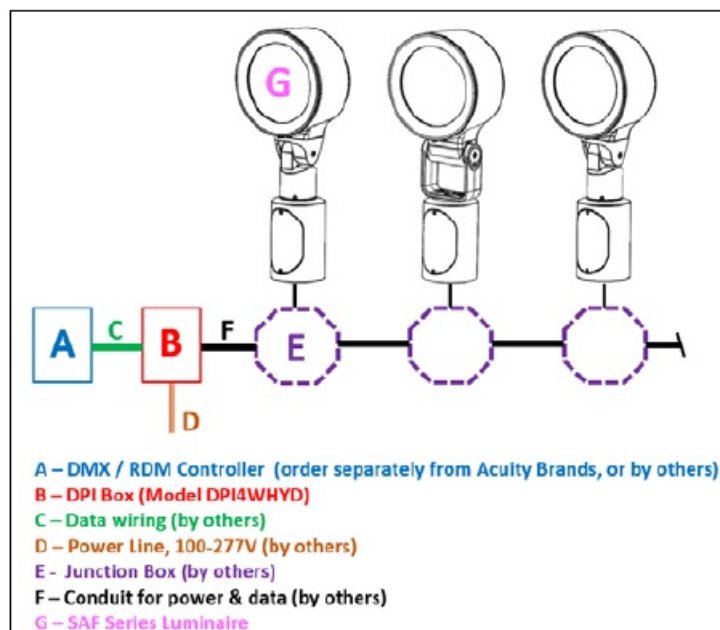 G
A
C
B
F
E
D
A – DMX / RDM Controller (order separately from Acuity Brands, or by others)
B – DPI Box (Model DPI4WHYD)
C – Data wiring (by others)
D – Power Line, 100-277V (by others)
E - Junction Box (by others)
F – Conduit for power & data (by others)
G – SAF Series Luminaire